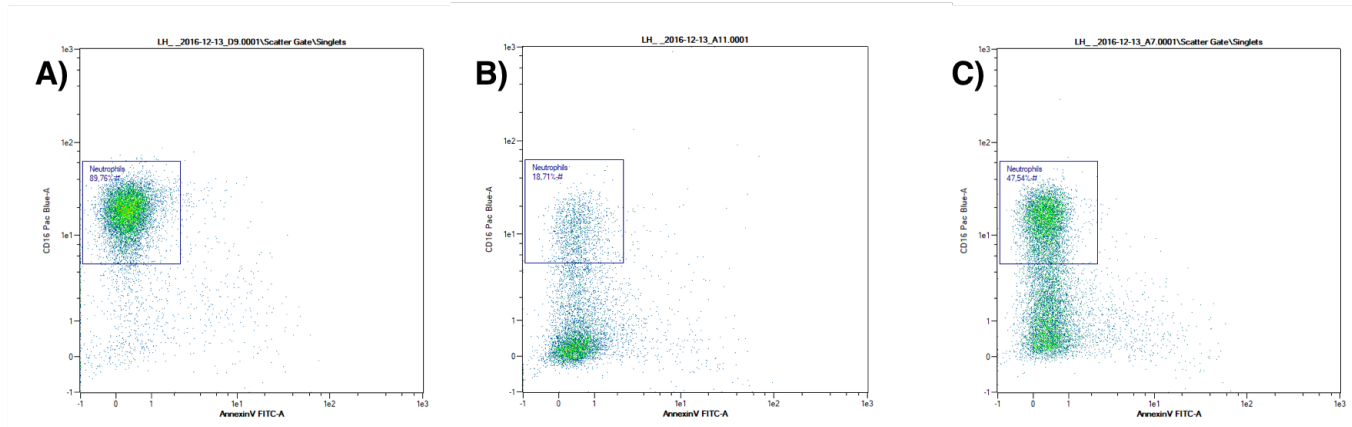 A)
LH_ _2016-12-13_D9.0001\Scatter Gate\Singlets
1e3
1e2
1e1
1
0
-1
CD16 Pac Blue-A
Neutrophils
89,76%-#
-1 0 1 1e1 1e2 1e3
AnnexinV FITC-A
B)
LH_ _2016-12-13_A11.0001
1e3
1e2
1e1
1
0
-1
CD16 Pac Blue-A
Neutrophils
18,71%-#
-1 0 1 1e1 1e2 1e3
AnnexinV FITC-A
C)
LH_ _2016-12-13_A7.0001\Scatter Gate\Singlets
1e3
1e2
1e1
1
0
-1
CD16 Pac Blue-A
Neutrophils
47,54%-#
-1 0 1 1e1 1e2 1e3
AnnexinV FITC-A